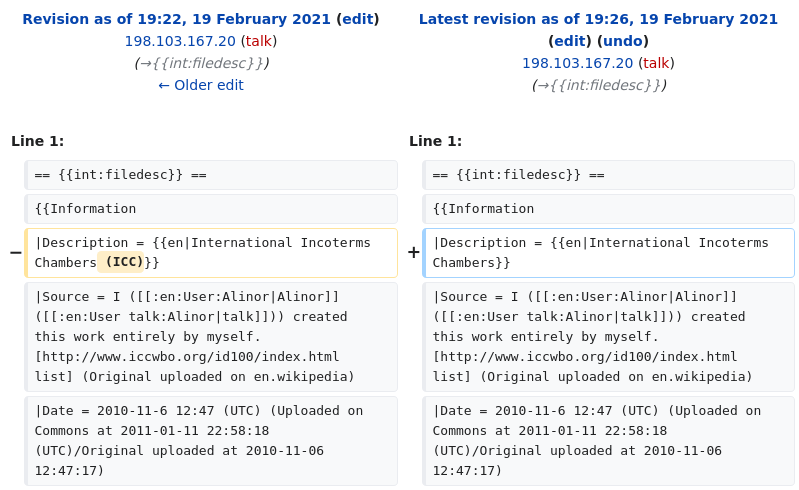 Revision as of 19:22, 19 February 2021 (edit)
198.103.167.20 (talk)
(→{{int:filedesc}})
← Older edit
Latest revision as of 19:26, 19 February 2021
(edit) (undo)
198.103.167.20 (talk)
(→{{int:filedesc}})
Line 1:
== {{int:filedesc}} ==
{{Information
− |Description = {{en|International Incoterms
Chambers (ICC)}}
|Source = I ([[:en:User:Alinor|Alinor]]
([[:en:User talk:Alinor|talk]])) created
this work entirely by myself.
[http://www.iccwbo.org/id100/index.html
list] (Original uploaded on en.wikipedia)
|Date = 2010-11-6 12:47 (UTC) (Uploaded on
Commons at 2011-01-11 22:58:18
(UTC)/Original uploaded at 2010-11-06
12:47:17)
Line 1:
== {{int:filedesc}} ==
{{Information
+ |Description = {{en|International Incoterms
Chambers}}
|Source = I ([[:en:User:Alinor|Alinor]]
([[:en:User talk:Alinor|talk]])) created
this work entirely by myself.
[http://www.iccwbo.org/id100/index.html
list] (Original uploaded on en.wikipedia)
|Date = 2010-11-6 12:47 (UTC) (Uploaded on
Commons at 2011-01-11 22:58:18
(UTC)/Original uploaded at 2010-11-06
12:47:17)